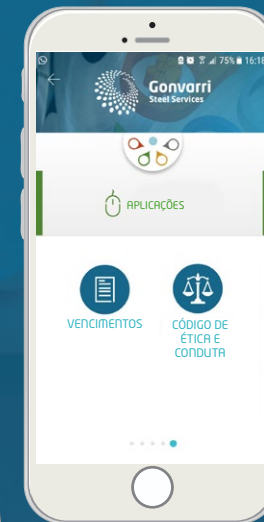 75% 16:18
Gonvarri
Steel Services
APLICAÇÕES
VENCIMENTOS
CÓDIGO DE
ÉTICA E
CONDUTA